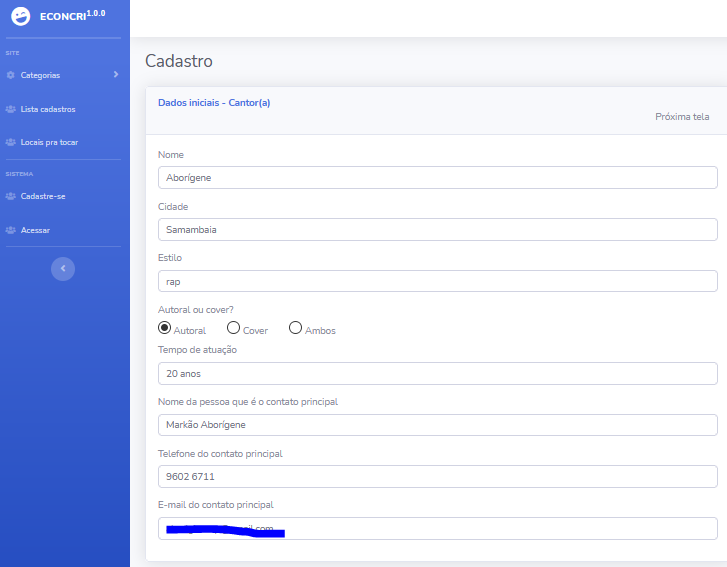 ECONCRI1.0.0
SITE
Categorias
Lista cadastros
Locais pra tocar
SISTEMA
Cadastre-se
Acessar
Cadastro
Dados iniciais - Cantor(a)
Próxima tela
Nome
Aborígene
Cidade
Samambaia
Estilo
rap
Autoral ou cover?
Autoral Cover Ambos
Tempo de atuação
20 anos
Nome da pessoa que é o contato principal
Markão Aborígene
Telefone do contato principal
9602 6711
E-mail do contato principal